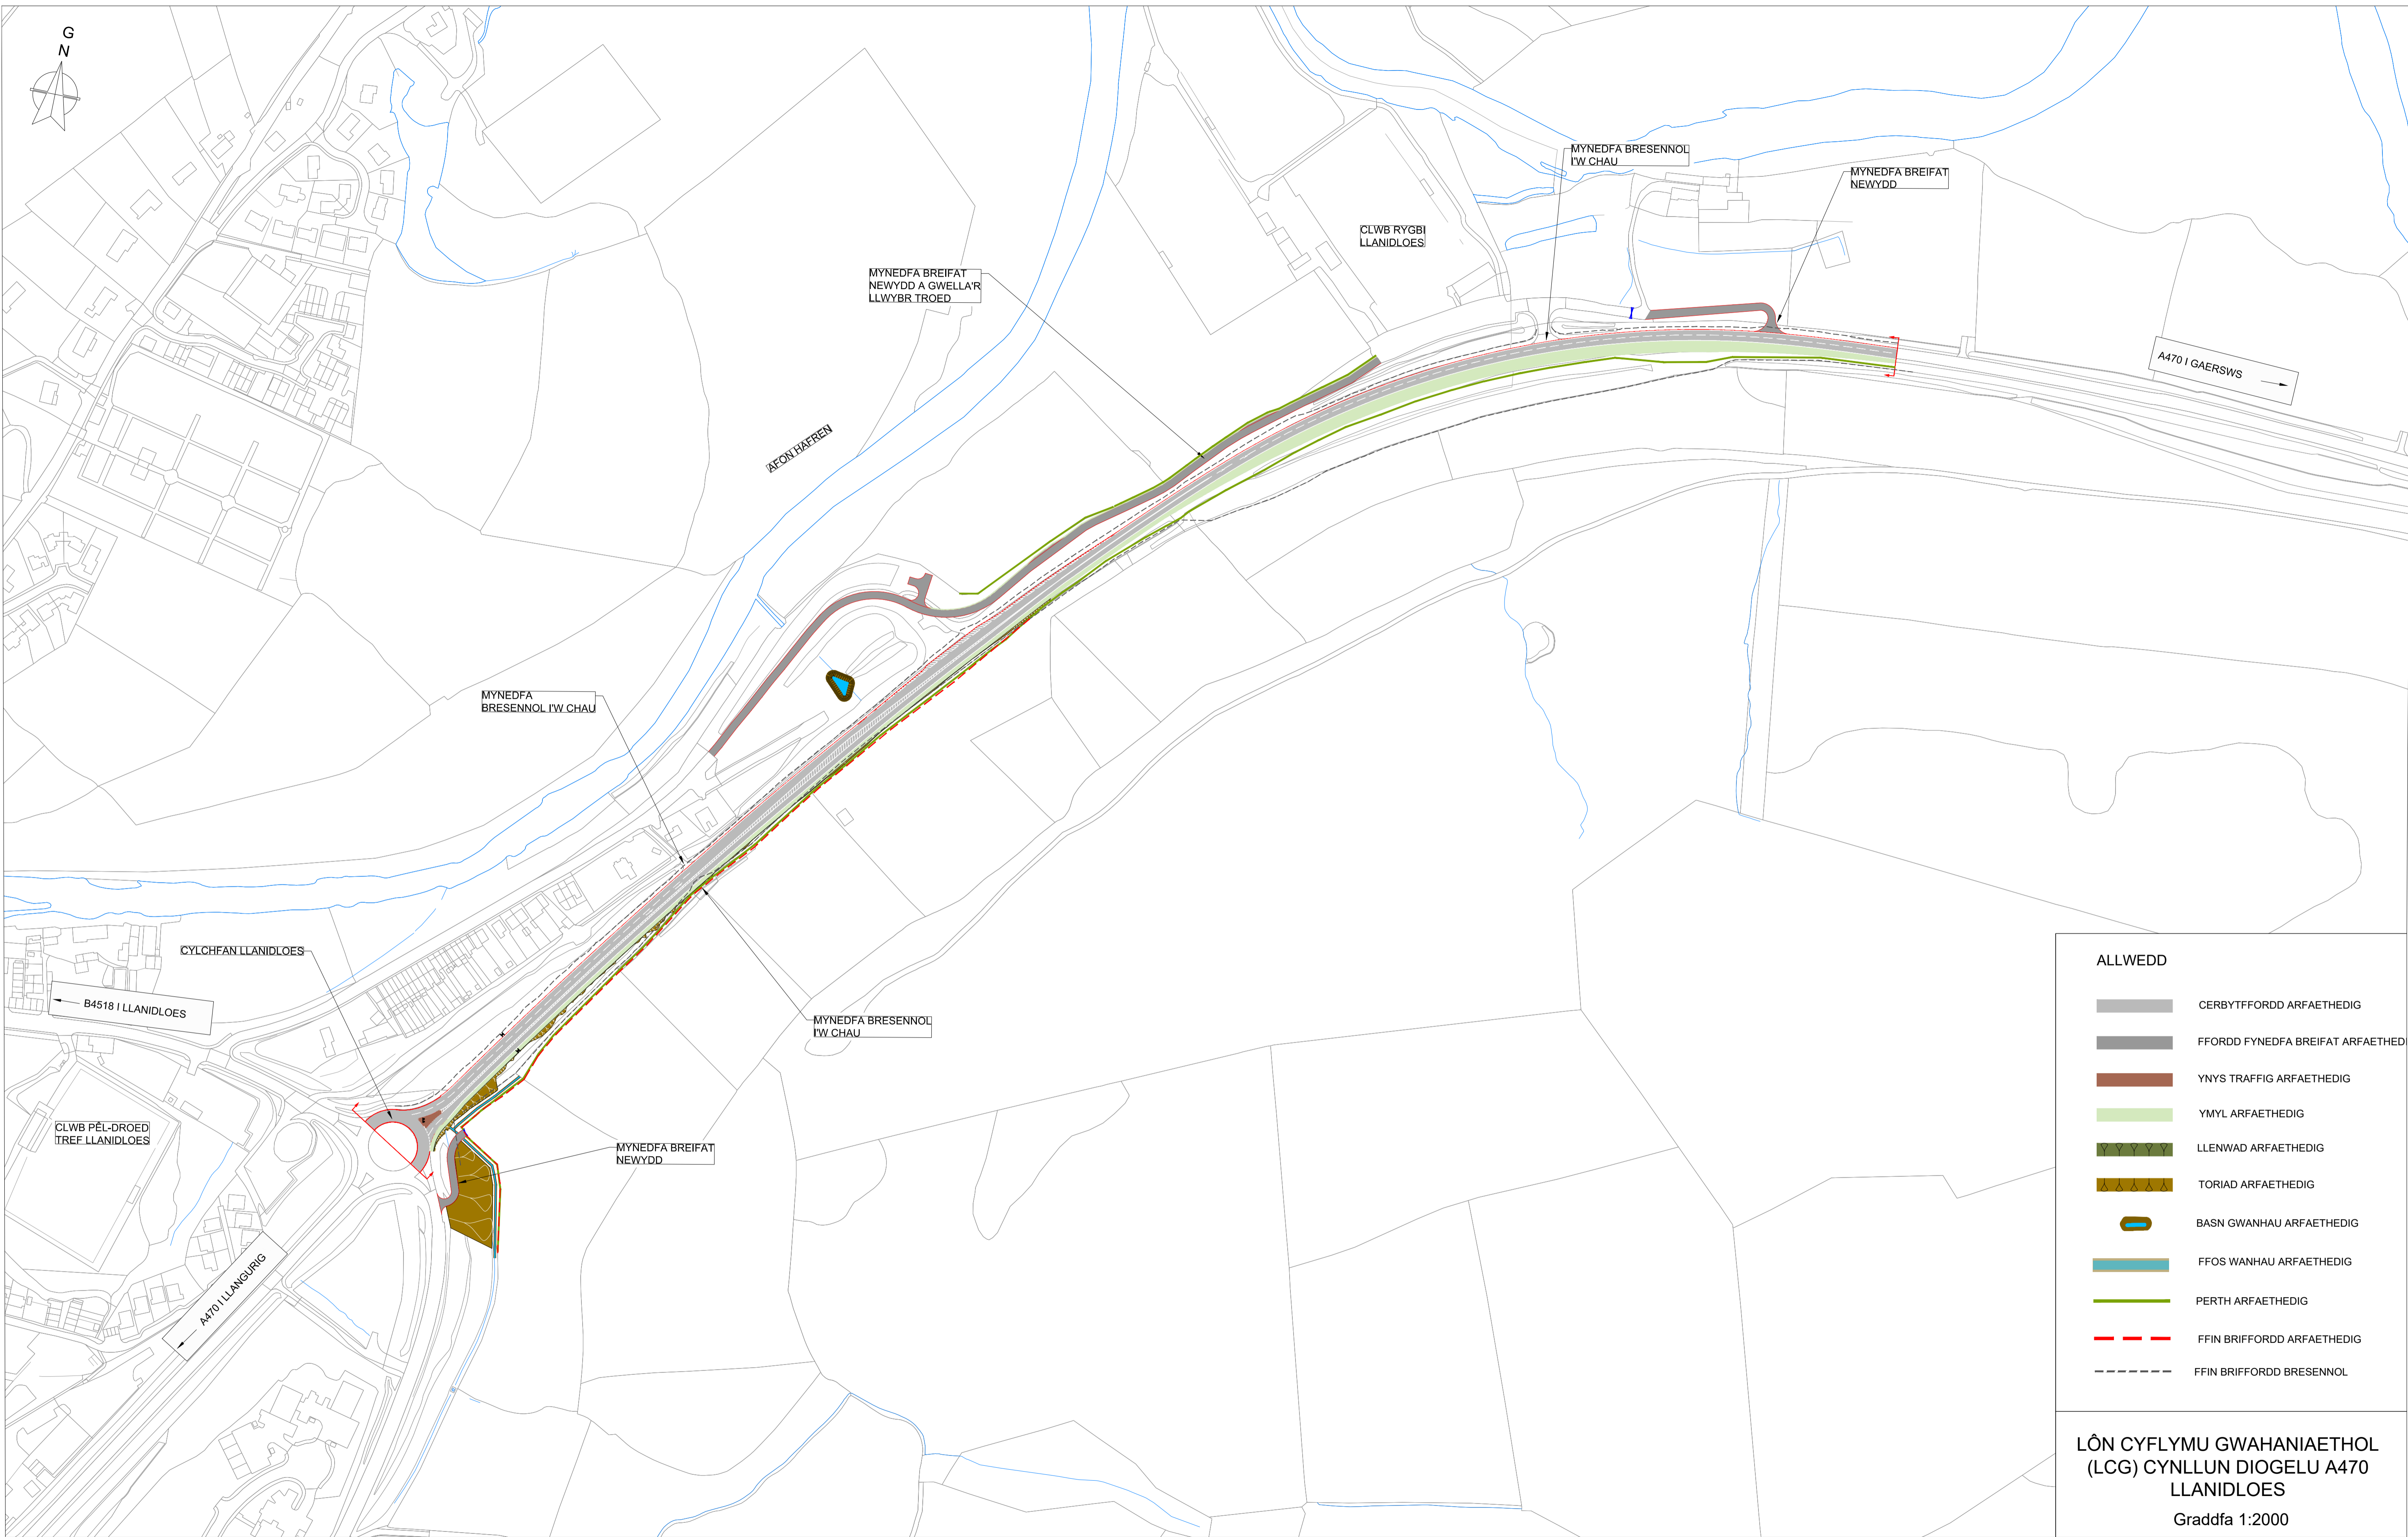 G
N
MYNEDFA BRESENNOL
I'W CHAU
MYNEDFA BREIFAT
NEWYDD
CLWB RYGBI
LLANIDLOES
MYNEDFA BREIFAT
NEWYDD A GWELLA'R
LLWYBR TROED
A470 I GAERSWS
AFON HAFREN
MYNEDFA
BRESENNOL I'W CHAU
CYLCHFAN LLANIDLOES
B4518 I LLANIDLOES
MYNEDFA BRESENNOL
I'W CHAU
CLWB PÊL-DROED
TREF LLANIDLOES
MYNEDFA BREIFAT
NEWYDD
A470 I LLANGURIG
ALLWEDD
CERBYTFFORDD ARFAETHEDIG
FFORDD FYNEDFA BREIFAT ARFAETHED
YNYS TRAFFIG ARFAETHEDIG
YMYL ARFAETHEDIG
LLENWAD ARFAETHEDIG
TORIAD ARFAETHEDIG
BASN GWANHAU ARFAETHEDIG
FFOS WANHAU ARFAETHEDIG
PERTH ARFAETHEDIG
FFIN BRIFFORDD ARFAETHEDIG
FFIN BRIFFORDD BRESENNOL
LÔN CYFLYMU GWAHANIAETHOL
(LCG) CYNLLUN DIOGELU A470
LLANIDLOES
Graddfa 1:2000